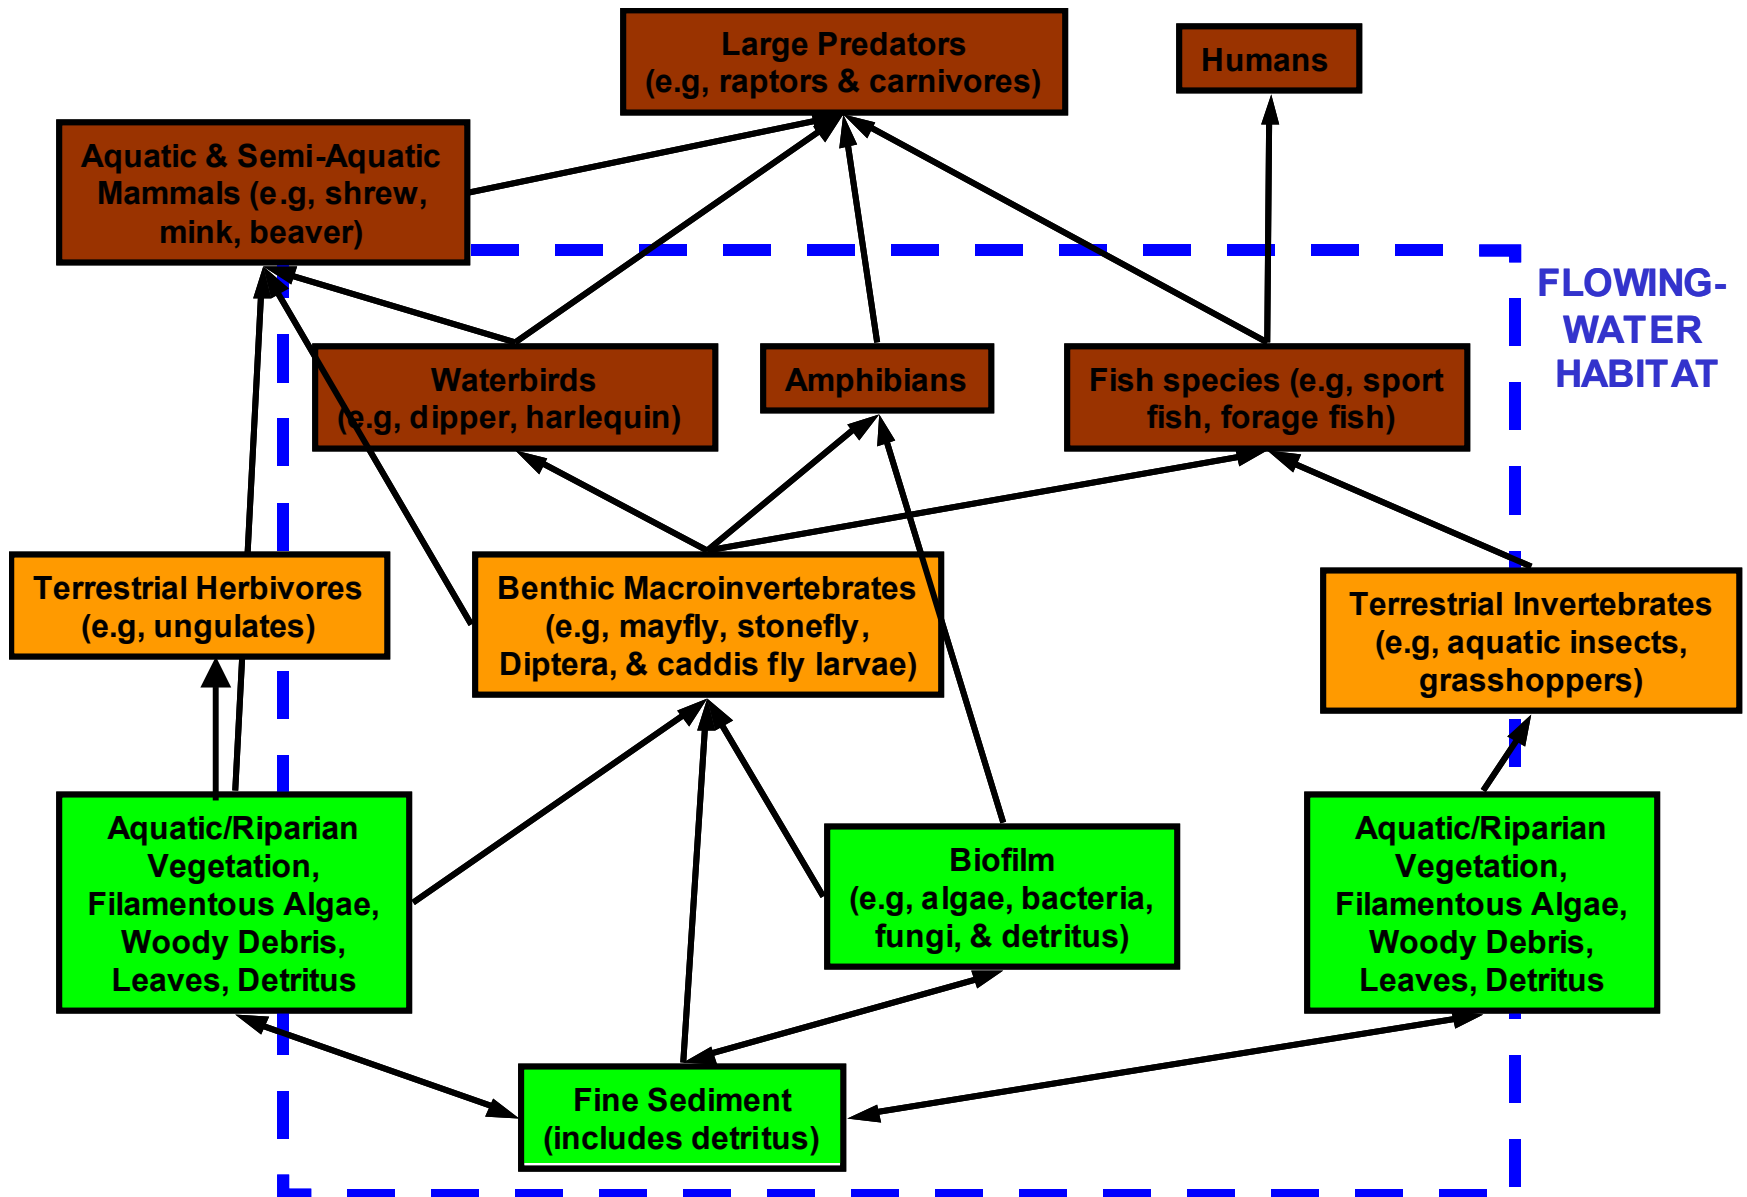 Large Predators
(e.g, raptors & carnivores)
Humans
Aquatic & Semi-Aquatic
Mammals (e.g, shrew,
mink, beaver)
FLOWING-
WATER
HABITAT
Waterbirds
(e.g, dipper, harlequin)
Amphibians
Fish species (e.g, sport
fish, forage fish)
Terrestrial Herbivores
(e.g, ungulates)
Benthic Macroinvertebrates
(e.g, mayfly, stonefly,
Diptera, & caddis fly larvae)
Terrestrial Invertebrates
(e.g, aquatic insects,
grasshoppers)
Aquatic/Riparian
Vegetation,
Filamentous Algae,
Woody Debris,
Leaves, Detritus
Biofilm
(e.g, algae, bacteria,
fungi, & detritus)
Aquatic/Riparian
Vegetation,
Filamentous Algae,
Woody Debris,
Leaves, Detritus
Fine Sediment
(includes detritus)